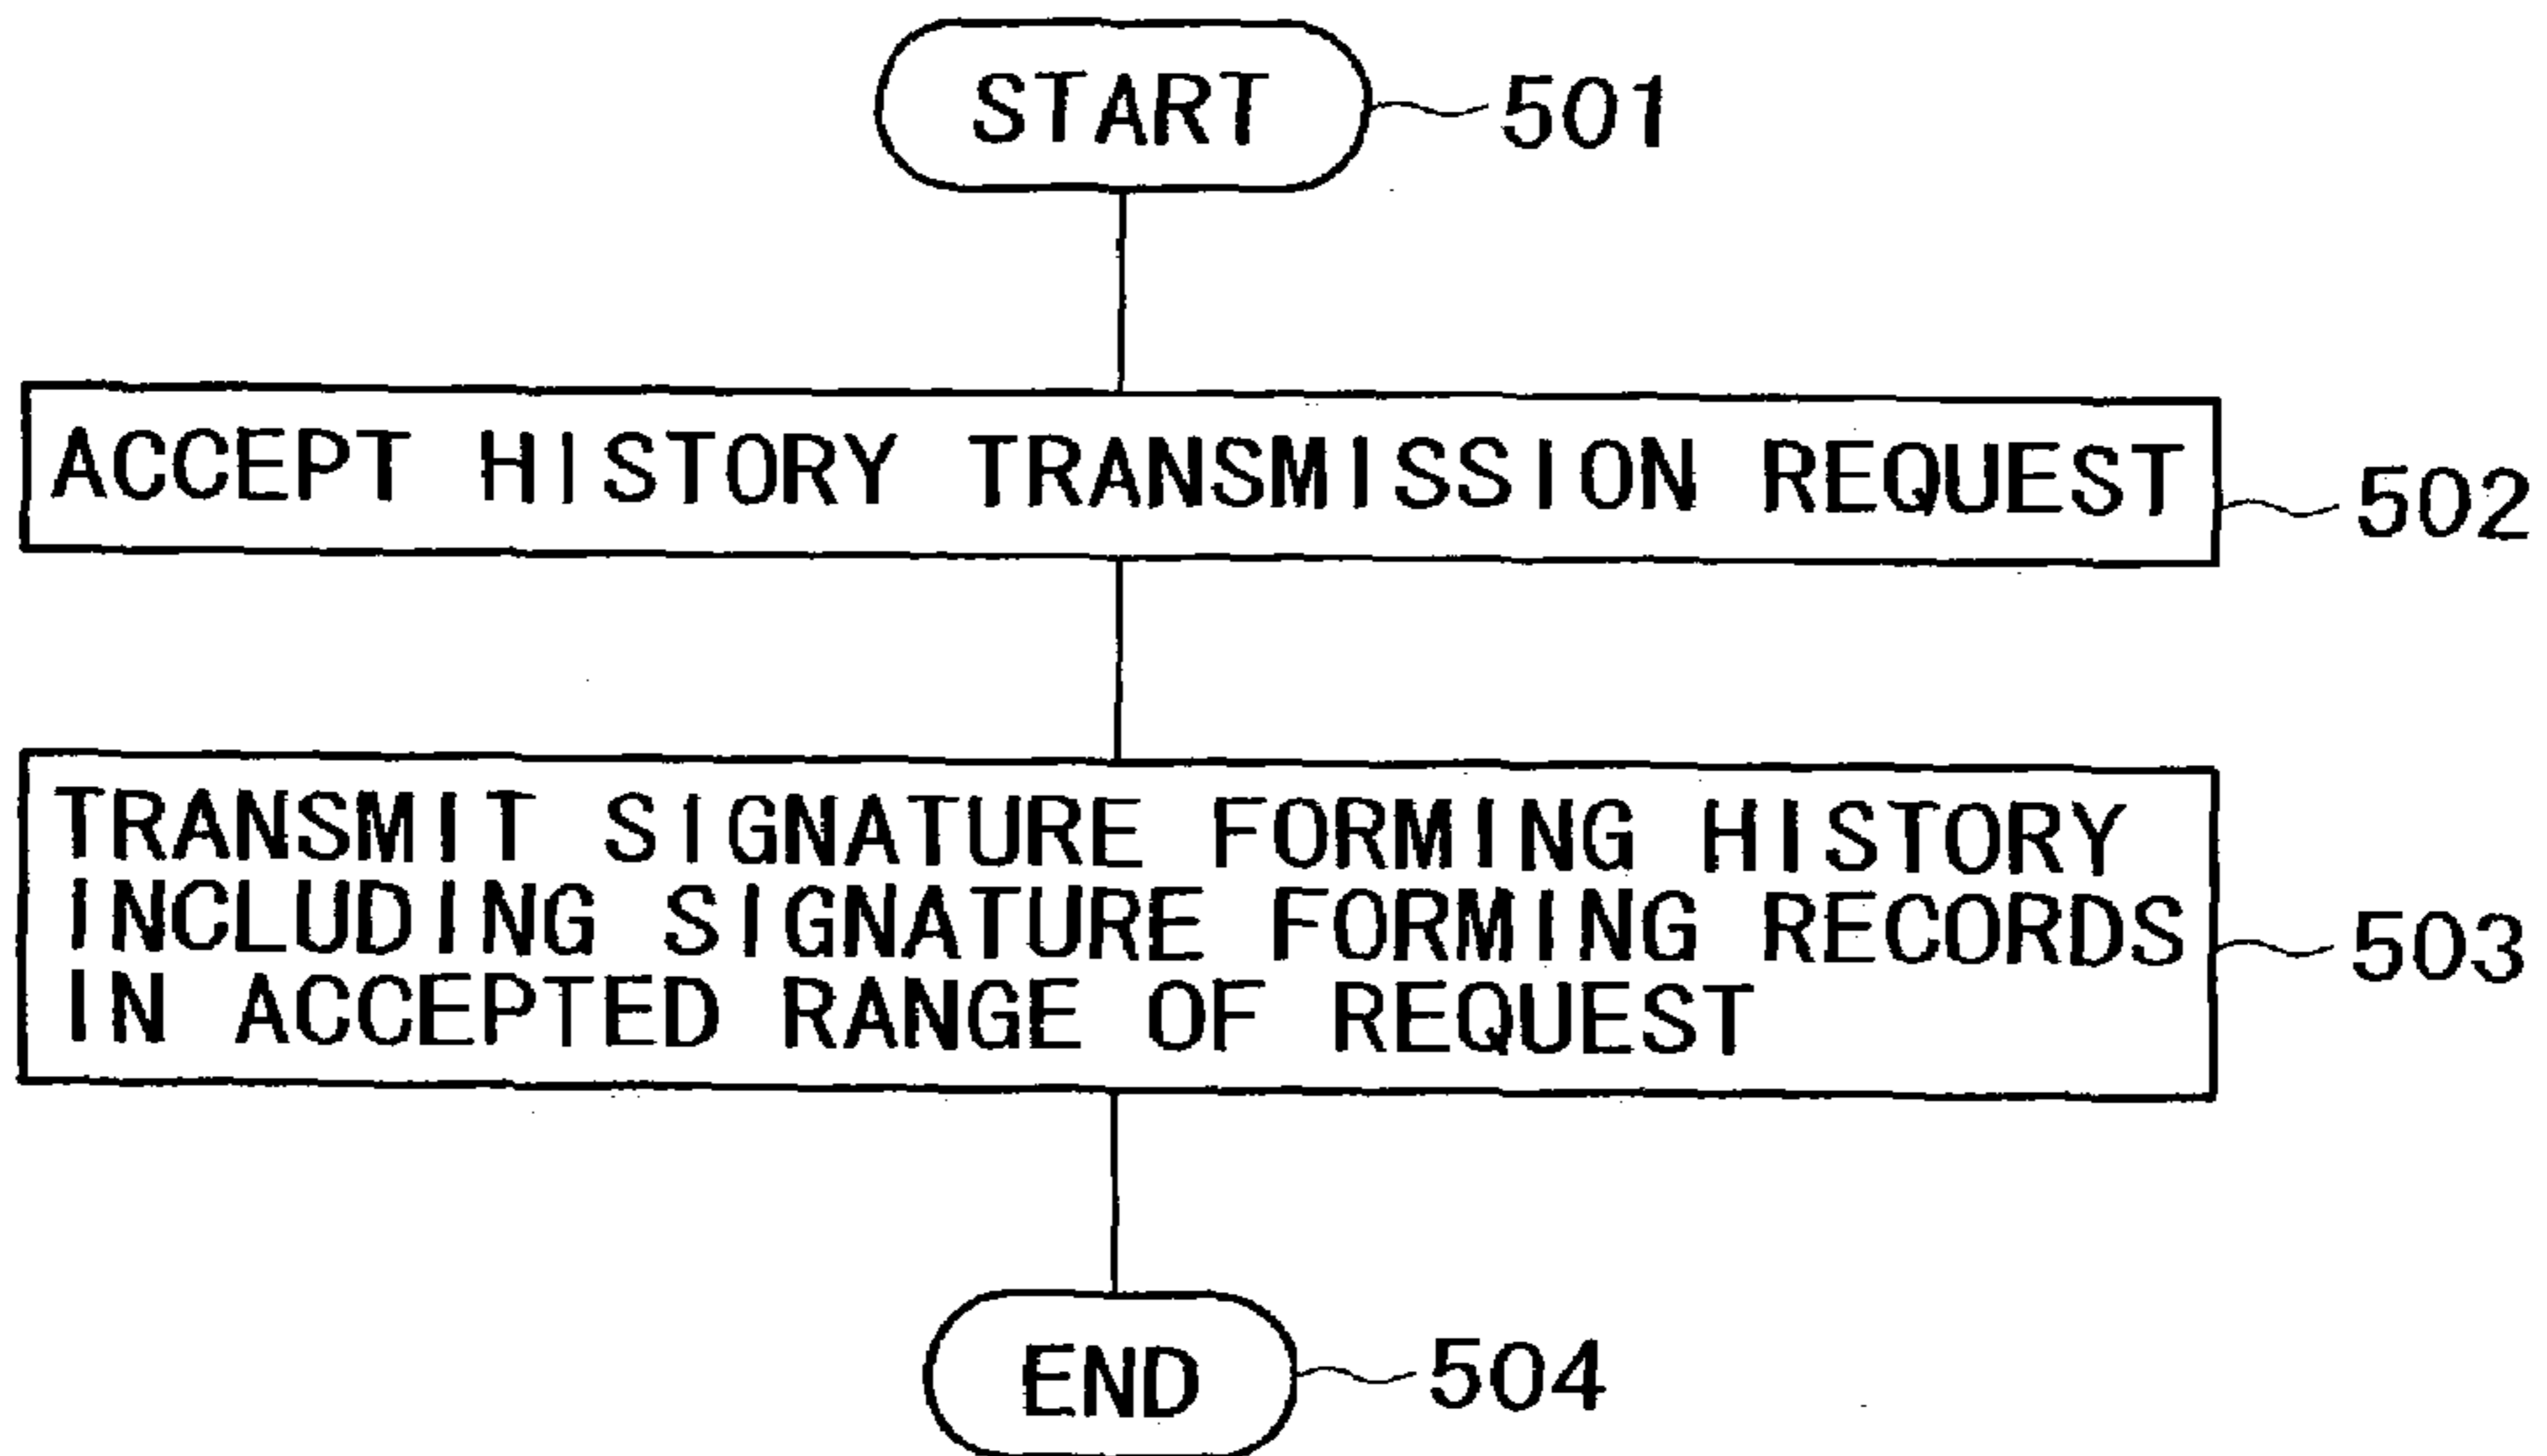 START
501
ACCEPT HISTORY TRANSMISSION REQUEST
502
TRANSMIT SIGNATURE FORMING HISTORY
INCLUDING SIGNATURE FORMING RECORDS
IN ACCEPTED RANGE OF REQUEST
503
END
504